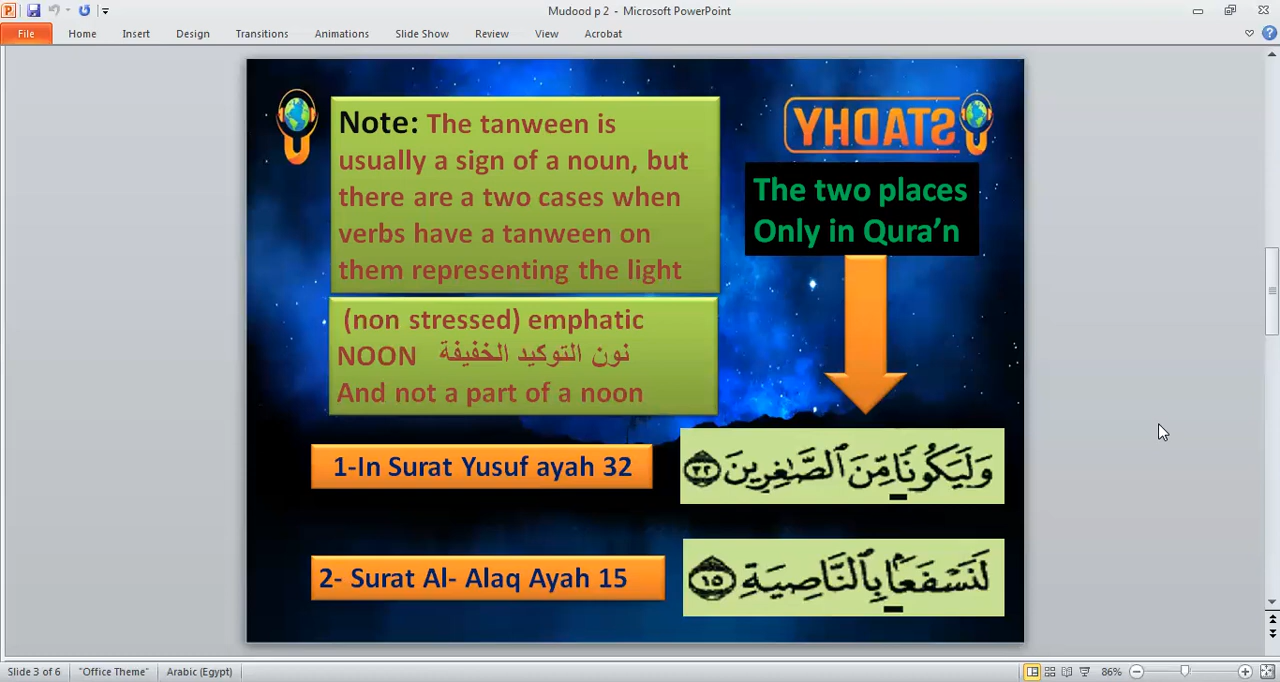 Mudood p 2 - Microsoft PowerPoint
File Home Insert Design Transitions Animations Slide Show Review View Acrobat
Note: The tanween is
usually a sign of a noun, but
there are a two cases when
verbs have a tanween on
them representing the light
(non stressed) emphatic
NOON نون التوكيد الخفيفة
And not a part of a noon
STADHY
The two places
Only in Qura’n
1-In Surat Yusuf ayah 32
وَلَيَكُونًا مِّنَ ٱلصَّٰغِرِينَ ٣٢
2- Surat Al- Alaq Ayah 15
لَنَسْفَعًۢا بِٱلنَّاصِيَةِ ١٥
Slide 3 of 6 "Office Theme" Arabic (Egypt) 86%